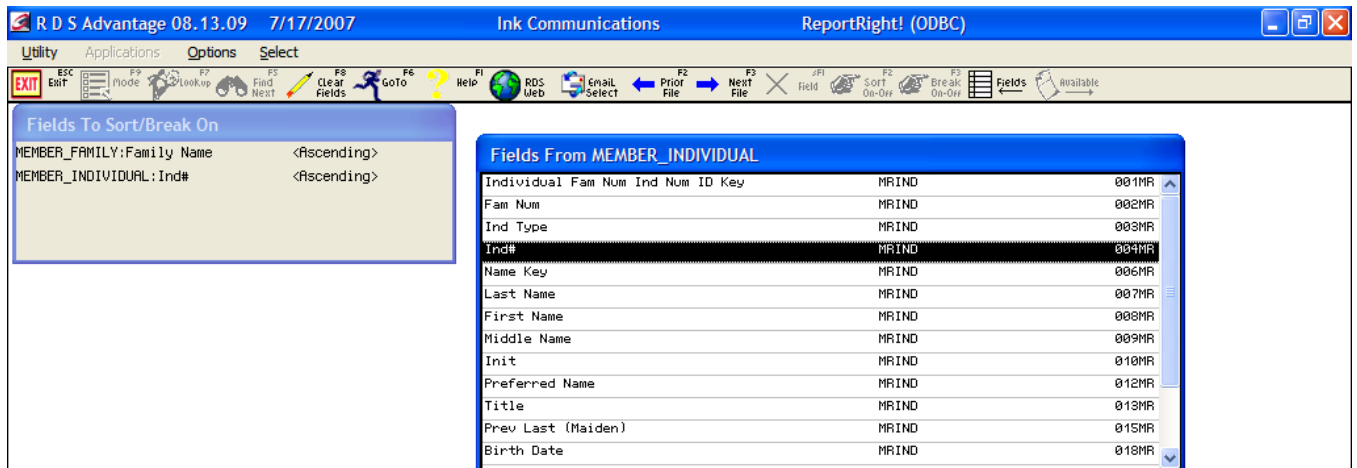 R D S Advantage 08.13.09 7/17/2007 Ink Communications ReportRight! (ODBC)
Utility Applications Options Select
EXIT ESC Exit F9 Mode F7 Lookup F5 Find Next F8 Clear Fields F6 GoTo F1 Help RDS Web Email Select F2 Prior File F3 Next File SF1 Field F2 Sort On-Off F3 Break On-Off Fields Available
Fields To Sort/Break On
MEMBER_FAMILY:Family Name <Ascending>
MEMBER_INDIVIDUAL:Ind# <Ascending>
Fields From MEMBER_INDIVIDUAL
Individual Fam Num Ind Num ID Key MRIND 001MR
Fam Num MRIND 002MR
Ind Type MRIND 003MR
Ind# MRIND 004MR
Name Key MRIND 006MR
Last Name MRIND 007MR
First Name MRIND 008MR
Middle Name MRIND 009MR
Init MRIND 010MR
Preferred Name MRIND 012MR
Title MRIND 013MR
Prev Last (Maiden) MRIND 015MR
Birth Date MRIND 018MR